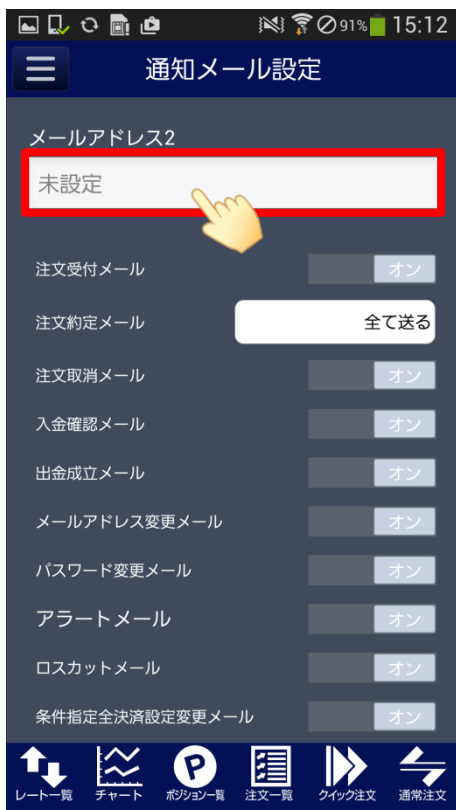 91% 15:12
通知メール設定
メールアドレス2
未設定
注文受付メール オン
注文約定メール 全て送る
注文取消メール オン
入金確認メール オン
出金成立メール オン
メールアドレス変更メール オン
パスワード変更メール オン
アラートメール オン
ロスカットメール オン
条件指定全決済設定変更メール オン
P
レート一覧 チャート ポジション一覧 注文一覧 クイック注文 通常注文